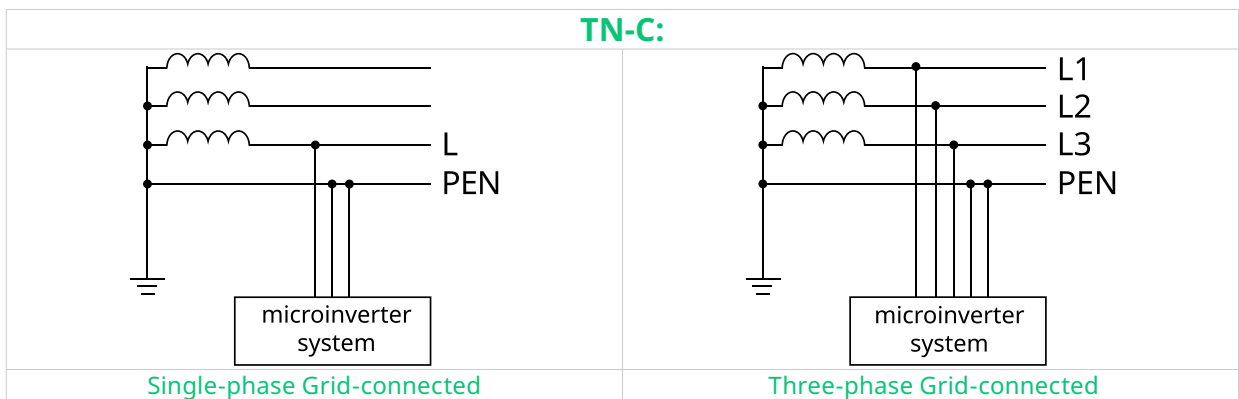 TN-C:
L
PEN
microinverter
system
Single-phase Grid-connected
L1
L2
L3
PEN
microinverter
system
Three-phase Grid-connected